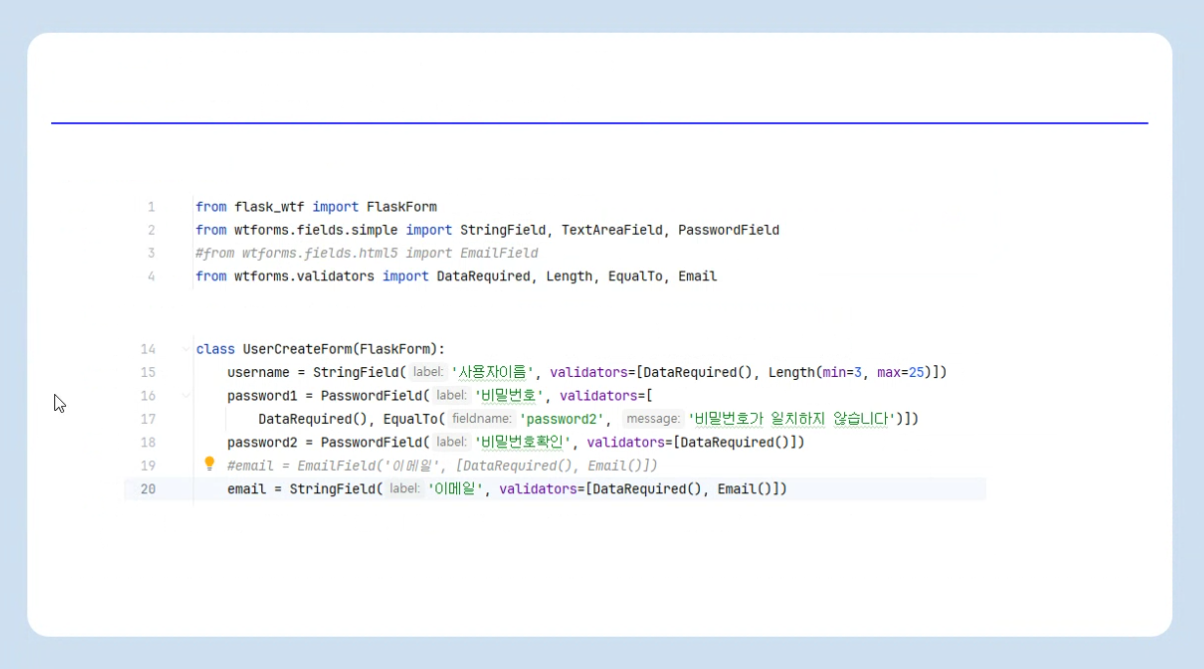 1 from flask_wtf import FlaskForm
2 from wtforms.fields.simple import StringField, TextAreaField, PasswordField
3 #from wtforms.fields.html5 import EmailField
4 from wtforms.validators import DataRequired, Length, EqualTo, Email
14 class UserCreateForm(FlaskForm):
15 username = StringField( label: '사용자이름', validators=[DataRequired(), Length(min=3, max=25)])
16 password1 = PasswordField( label: '비밀번호', validators=[
17 DataRequired(), EqualTo( fieldname: 'password2', message: '비밀번호가 일치하지 않습니다')])
18 password2 = PasswordField( label: '비밀번호확인', validators=[DataRequired()])
19 #email = EmailField('이메일', [DataRequired(), Email()])
20 email = StringField( label: '이메일', validators=[DataRequired(), Email()])